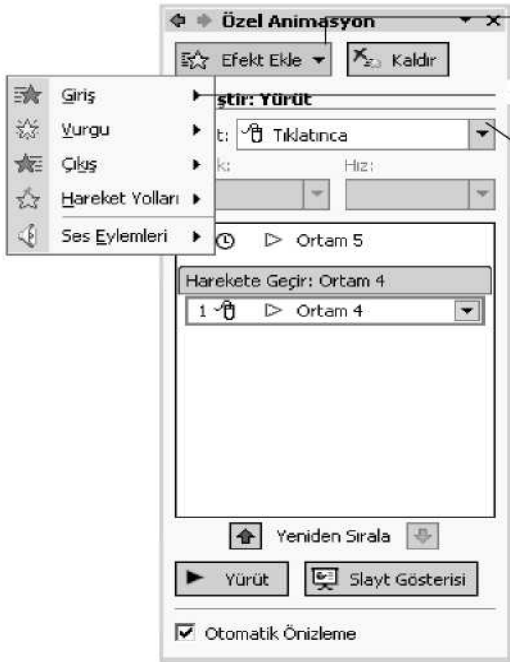 Özel Animasyon
Efekt Ekle
Kaldır
Giriş
Vurgu
Çıkış
Hareket Yolları
Ses Eylemleri
ştir: Yürüt
t: Tıklatınca
k: Hız:
Ortam 5
Harekete Geçir: Ortam 4
1 Ortam 4
Yeniden Sırala
Yürüt
Slayt Gösterisi
Otomatik Önizleme